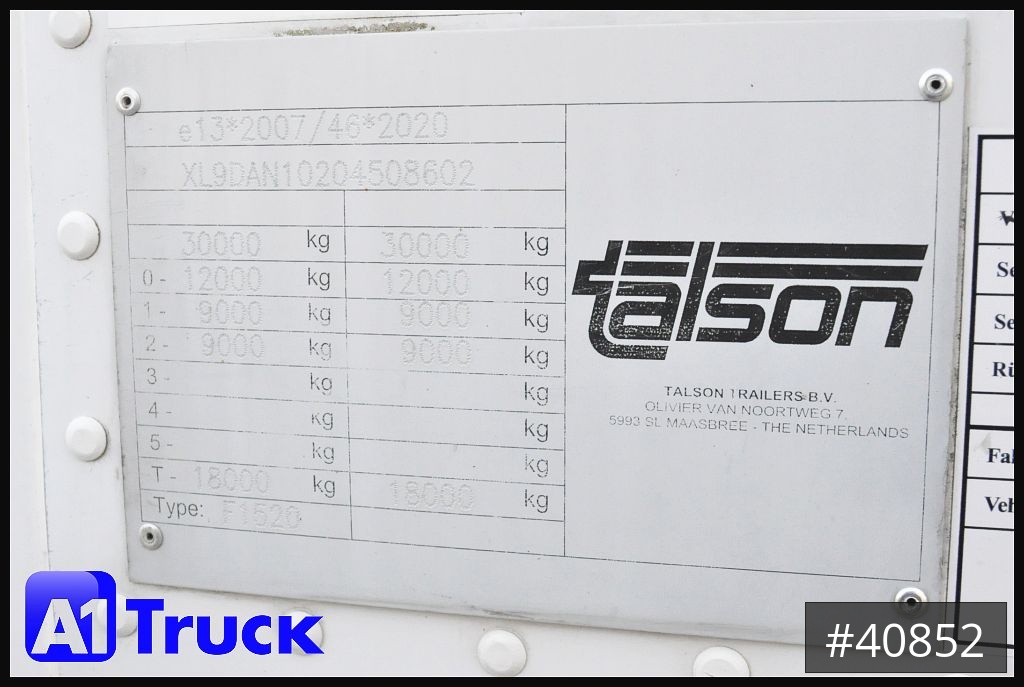 e13*2007/46*2020
XL9DAN10204508602
30000 kg 30000 kg
0- 12000 kg 12000 kg
1- 9000 kg 9000 kg
2- 9000 kg 9000 kg
3- kg kg
4- kg kg
5- kg kg
T- 18000 kg 18000 kg
Type: F1520
talson
TALSON TRAILERS B.V.
OLIVIER VAN NOORTWEG 7,
5993 SL MAASBREE - THE NETHERLANDS
A1 Truck
#40852